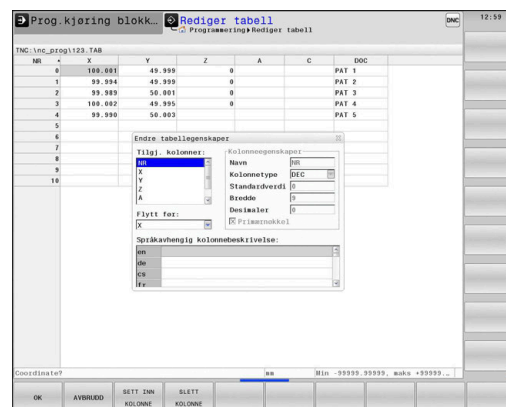 Prog.kjøring blokk…
Rediger tabell
Programmering▸Rediger tabell
DNC
12:59
TNC:\nc_prog\123.TAB
NR X Y Z A C DOC
0 100.001 49.999 0 PAT 1
1 99.994 49.999 0 PAT 2
2 99.989 50.001 0 PAT 3
3 100.002 49.995 0 PAT 4
4 99.990 50.003 PAT 5
5
6
7
8
9
10
Endre tabellegenskaper
Tilgj. kolonner:
NR
X
Y
Z
A
Flytt før:
X
Kolonneegenskaper
Navn NR
Kolonnetype DEC
Standardverdi 0
Bredde 9
Desimaler 0
Primærnøkkel
Språkavhengig kolonnebeskrivelse:
en
de
cs
fr
Coordinate?
mm
Min -99999.99999, maks +99999.…
OK
AVBRUDD
SETT INN KOLONNE
SLETT KOLONNE